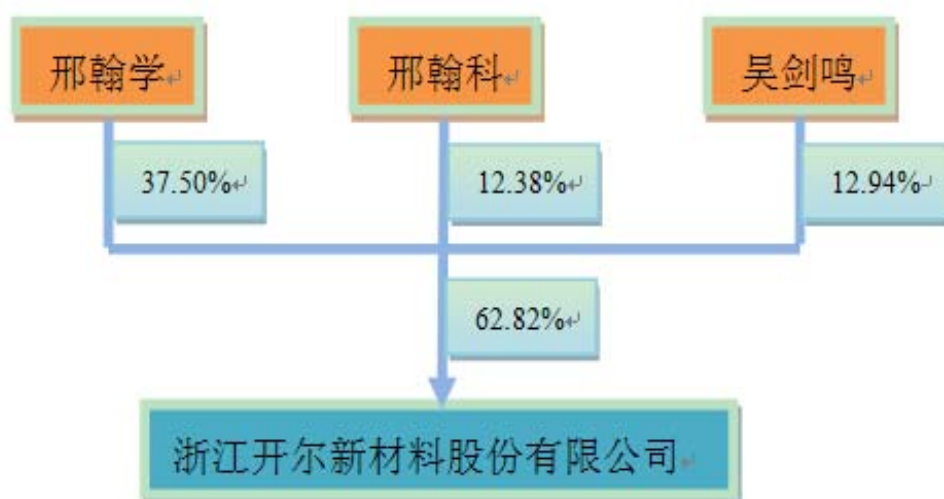 邢翰学
邢翰科
吴剑鸣
37.50%
12.38%
12.94%
62.82%
浙江开尔新材料股份有限公司